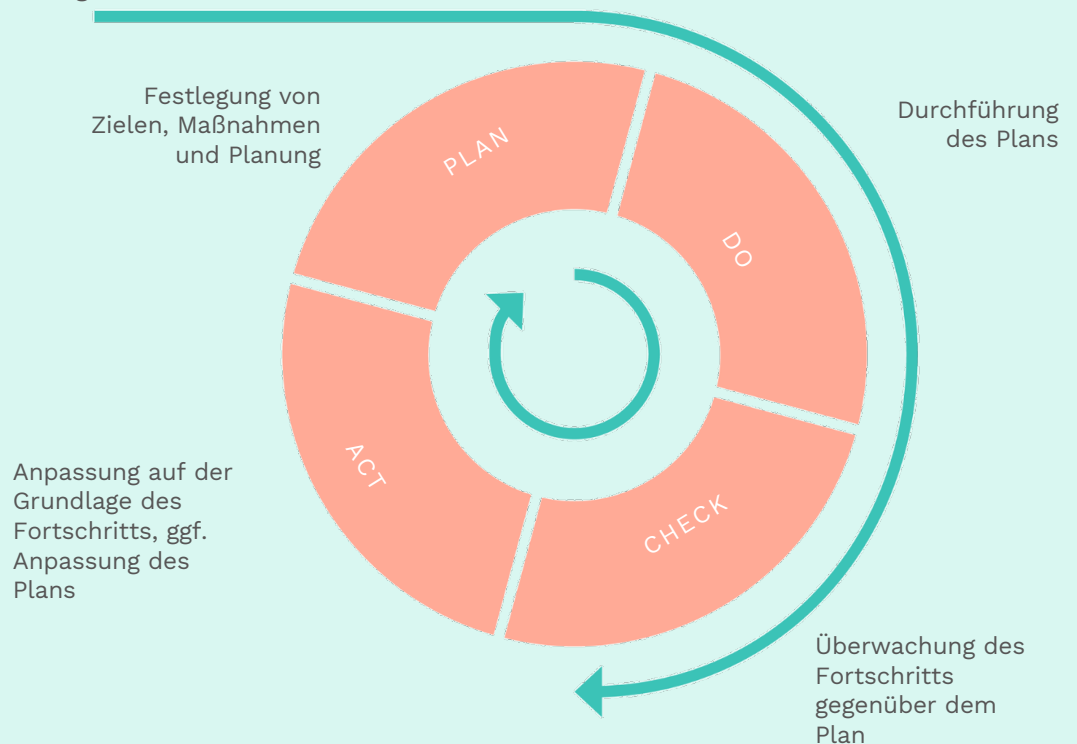 Festlegung von
Zielen, Maßnahmen
und Planung
PLAN
Durchführung
des Plans
DO
Anpassung auf der
Grundlage des
Fortschritts, ggf.
Anpassung des
Plans
ACT
CHECK
Überwachung des
Fortschritts
gegenüber dem
Plan